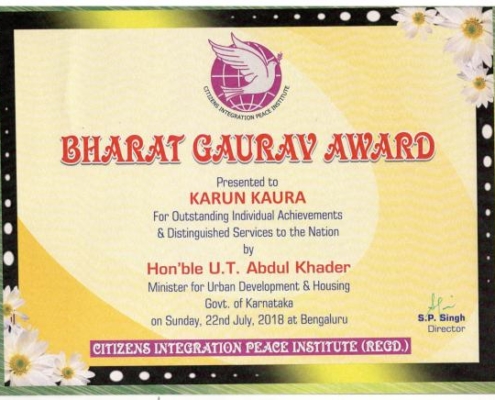 CITIZENS INTEGRATION PEACE INSTITUTE
BHARAT GAURAV AWARD
Presented to
KARUN KAURA
For Outstanding Individual Achievements
& Distinguished Services to the Nation
by
Hon'ble U.T. Abdul Khader
Minister for Urban Development & Housing
Govt. of Karnataka
on Sunday, 22nd July, 2018 at Bengaluru
S.P. Singh
Director
CITIZENS INTEGRATION PEACE INSTITUTE (REGD.)